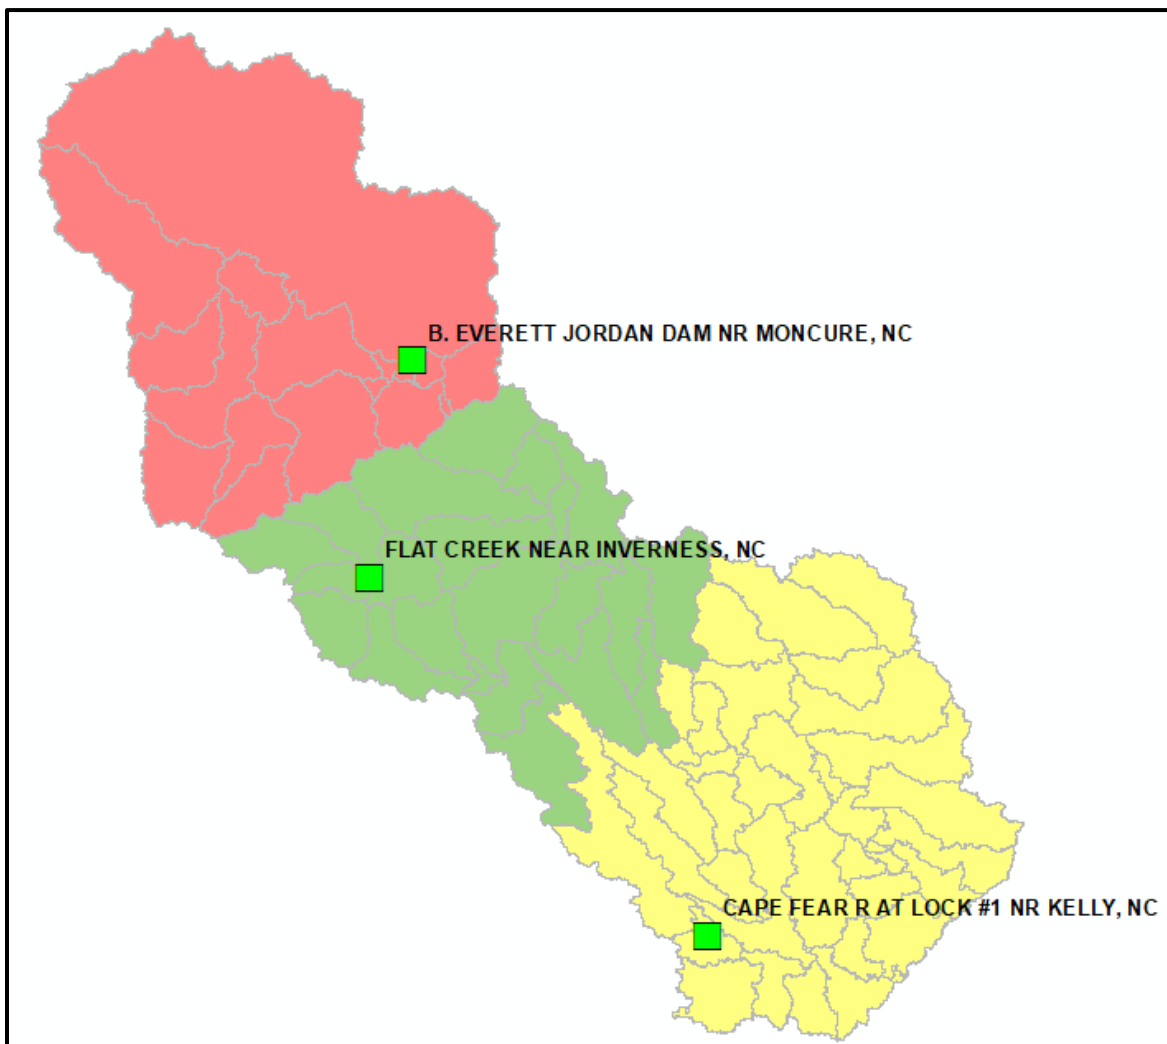 B. EVERETT JORDAN DAM NR MONCURE, NC
FLAT CREEK NEAR INVERNESS, NC
CAPE FEAR R AT LOCK #1 NR KELLY, NC